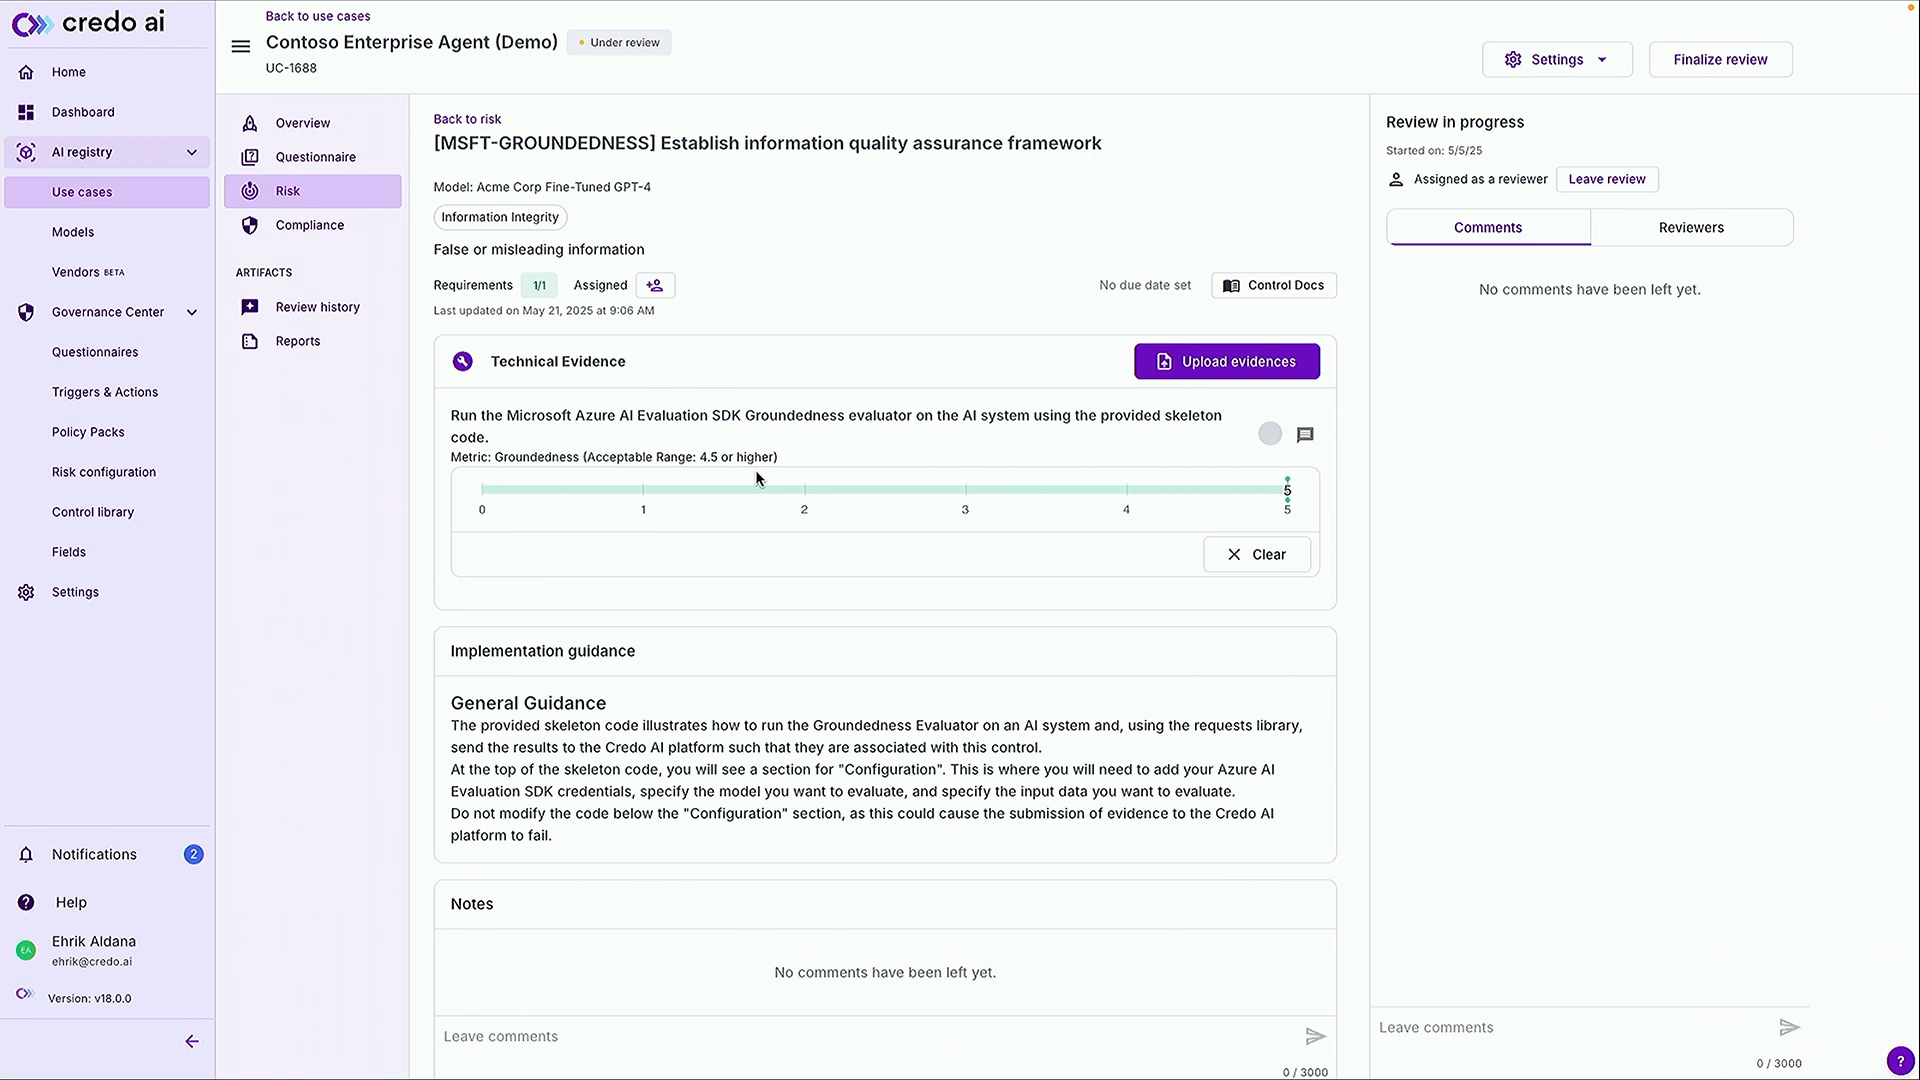 credo ai
Home
Dashboard
AI registry
Use cases
Models
Vendors BETA
Governance Center
Questionnaires
Triggers & Actions
Policy Packs
Risk configuration
Control library
Fields
Settings
Notifications
2
Help
EA
Ehrik Aldana
ehrik@credo.ai
Version: v18.0.0
Back to use cases
Contoso Enterprise Agent (Demo)
Under review
UC-1688
Settings
Finalize review
Overview
Questionnaire
Risk
Compliance
ARTIFACTS
Review history
Reports
Back to risk
[MSFT-GROUNDEDNESS] Establish information quality assurance framework
Model: Acme Corp Fine-Tuned GPT-4
Information Integrity
False or misleading information
Requirements 1/1 Assigned
No due date set
Control Docs
Last updated on May 21, 2025 at 9:06 AM
Technical Evidence
Upload evidences
Run the Microsoft Azure AI Evaluation SDK Groundedness evaluator on the AI system using the provided skeleton
code.
Metric: Groundedness (Acceptable Range: 4.5 or higher)
5
0 1 2 3 4 5
Clear
Implementation guidance
General Guidance
The provided skeleton code illustrates how to run the Groundedness Evaluator on an AI system and, using the requests library,
send the results to the Credo AI platform such that they are associated with this control.
At the top of the skeleton code, you will see a section for "Configuration". This is where you will need to add your Azure AI
Evaluation SDK credentials, specify the model you want to evaluate, and specify the input data you want to evaluate.
Do not modify the code below the "Configuration" section, as this could cause the submission of evidence to the Credo AI
platform to fail.
Notes
No comments have been left yet.
Leave comments
0 / 3000
Review in progress
Started on: 5/5/25
Assigned as a reviewer
Leave review
Comments
Reviewers
No comments have been left yet.
Leave comments
0 / 3000
?